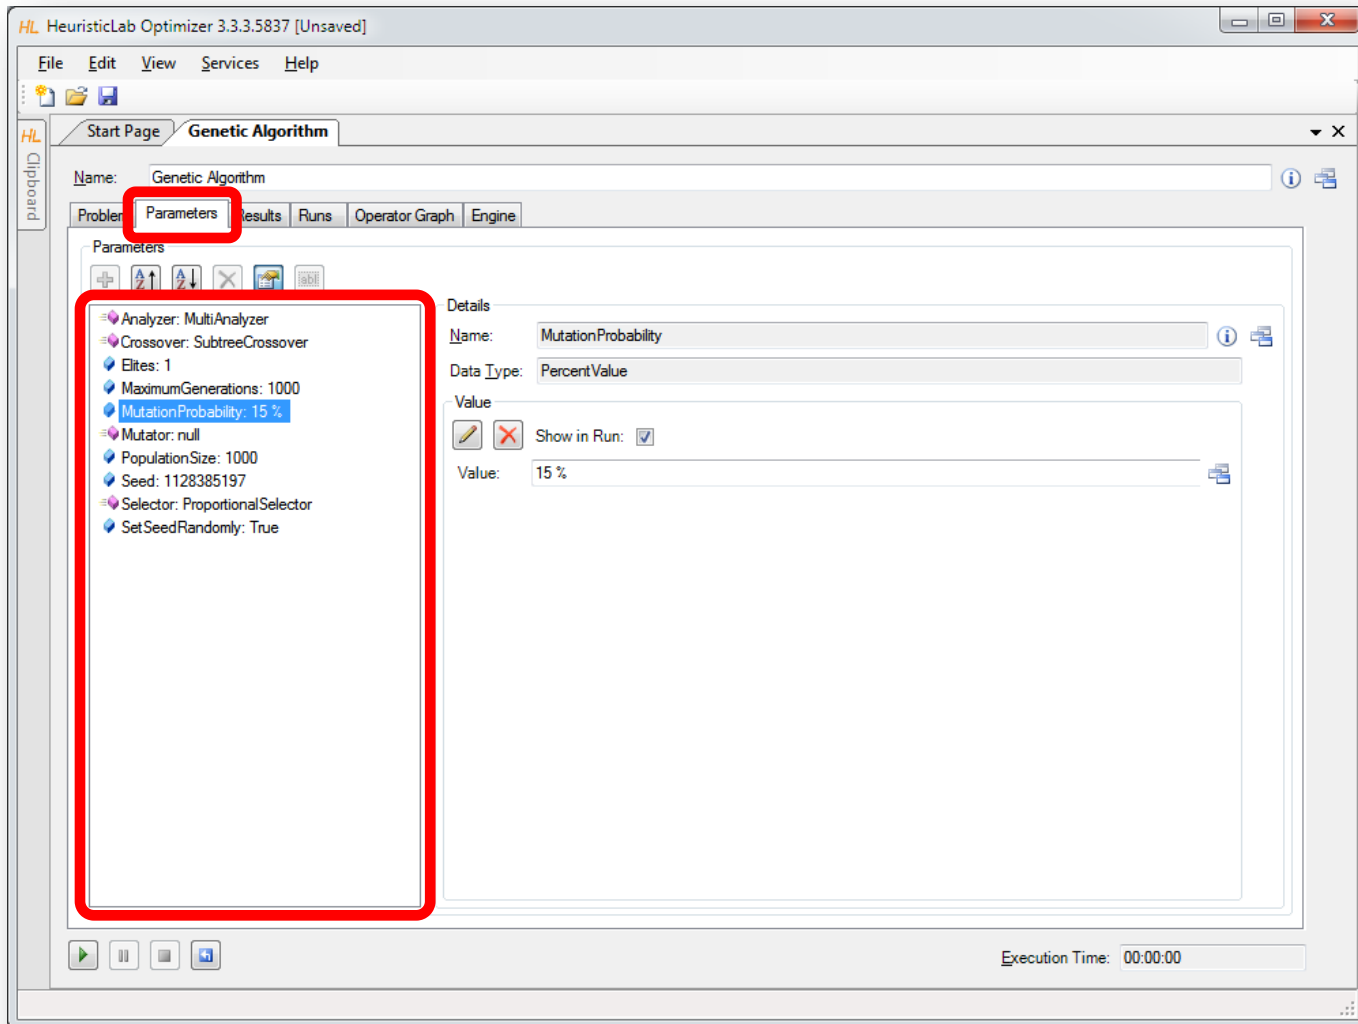 HL HeuristicLab Optimizer 3.3.3.5837 [Unsaved]
File Edit View Services Help
HL Clipboard
Start Page Genetic Algorithm
Name: Genetic Algorithm
Problem Parameters Results Runs Operator Graph Engine
Parameters
abl
Analyzer: MultiAnalyzer
Crossover: SubtreeCrossover
Elites: 1
MaximumGenerations: 1000
MutationProbability: 15 %
Mutator: null
PopulationSize: 1000
Seed: 1128385197
Selector: ProportionalSelector
SetSeedRandomly: True
Details
Name: MutationProbability
Data Type: PercentValue
Value
Show in Run:
Value: 15 %
Execution Time: 00:00:00